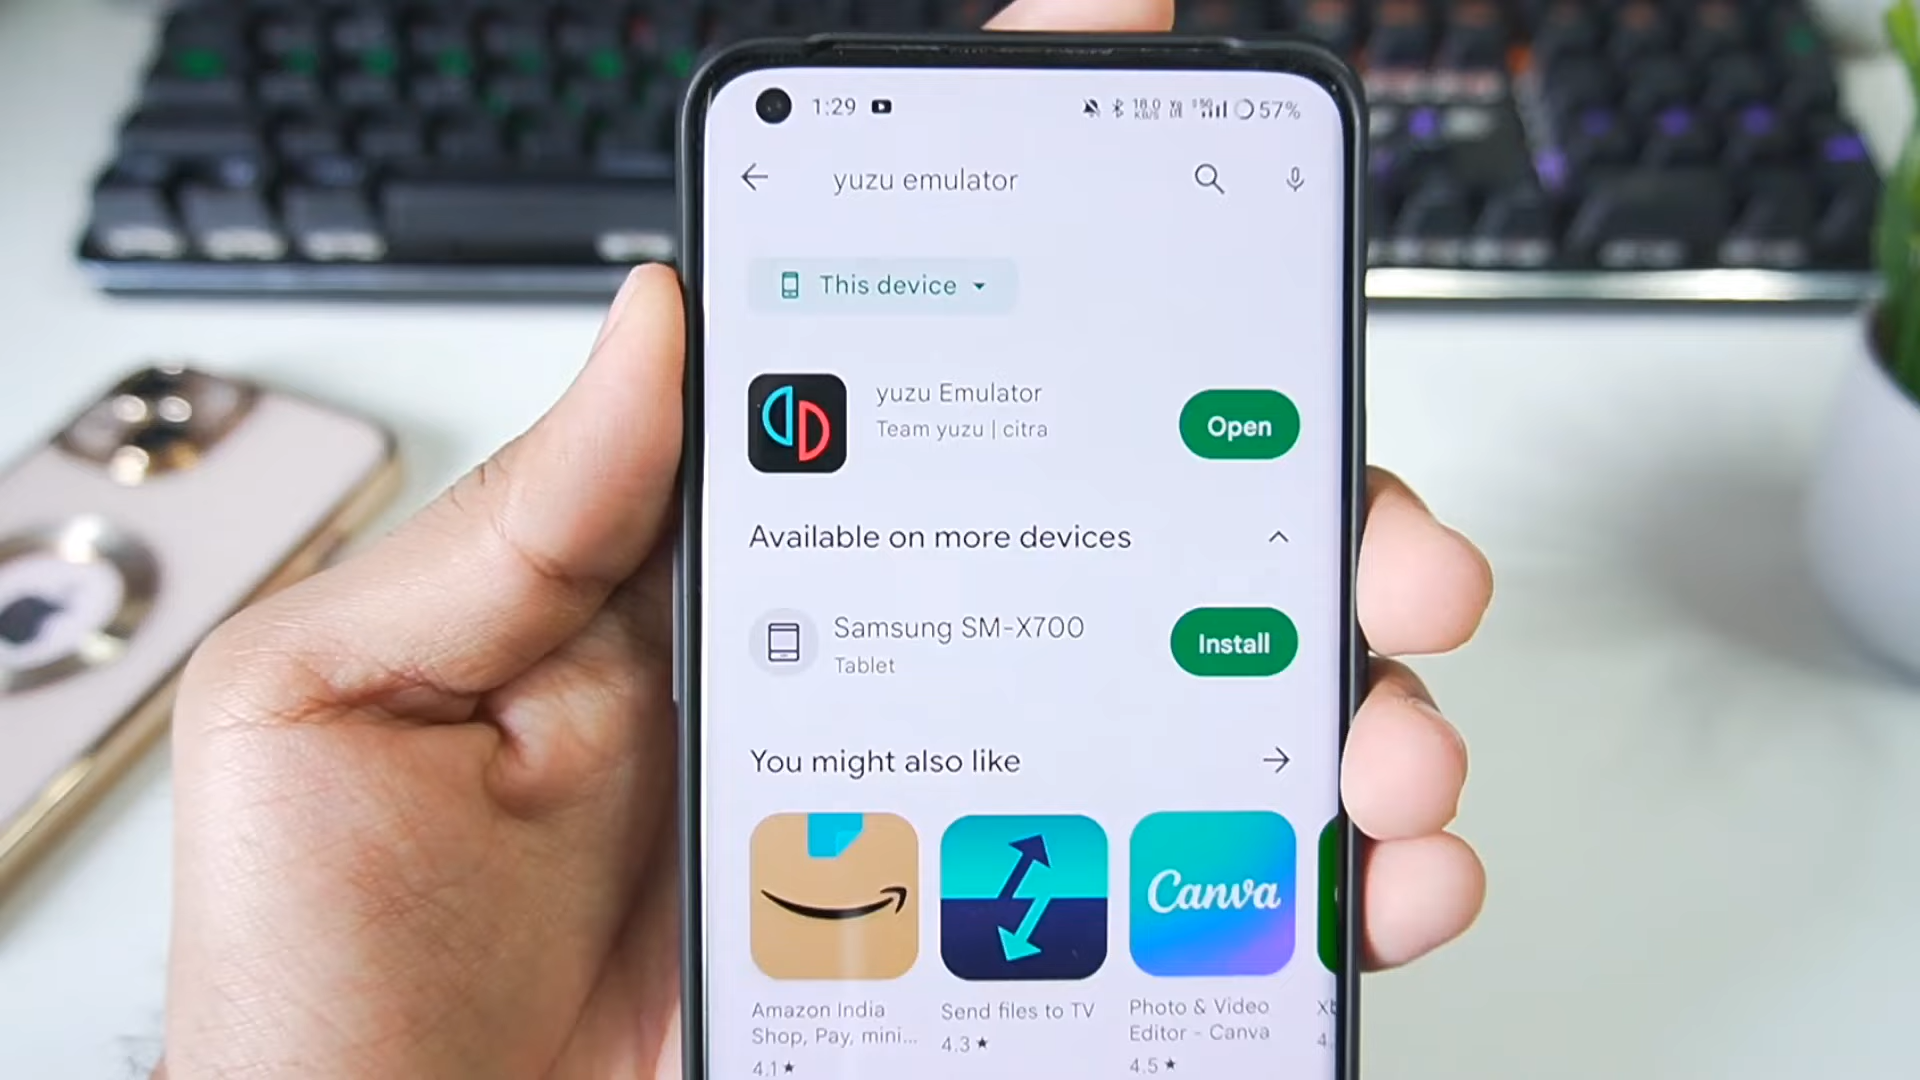 1:29
57%
yuzu emulator
This device
yuzu Emulator
Team yuzu | citra
Open
Available on more devices
Samsung SM-X700
Tablet
Install
You might also like
Canva
Amazon India
Shop, Pay, mini...
4.1★
Send files to TV
4.3 ★
Photo & Video
Editor - Canva
4.5 ★